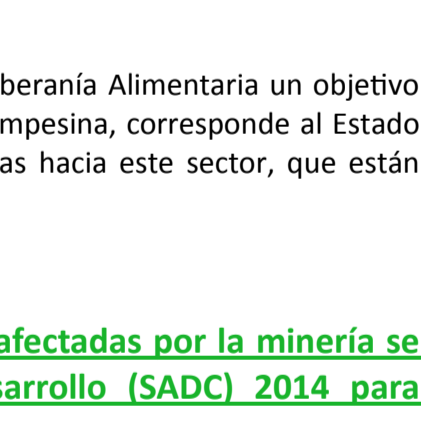 beranía Alimentaria un objetivo
mpesina, corresponde al Estado
as hacia este sector, que están
afectadas por la minería se
sarrollo (SADC) 2014 para